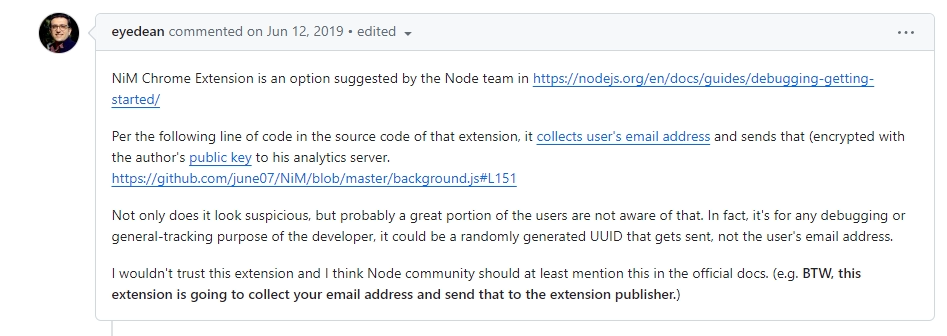 eyedean commented on Jun 12, 2019 • edited
NiM Chrome Extension is an option suggested by the Node team in https://nodejs.org/en/docs/guides/debugging-getting-
started/
Per the following line of code in the source code of that extension, it collects user's email address and sends that (encrypted with
the author's public key to his analytics server.
https://github.com/june07/NiM/blob/master/background.js#L151
Not only does it look suspicious, but probably a great portion of the users are not aware of that. In fact, it's for any debugging or
general-tracking purpose of the developer, it could be a randomly generated UUID that gets sent, not the user's email address.
I wouldn't trust this extension and I think Node community should at least mention this in the official docs. (e.g. BTW, this
extension is going to collect your email address and send that to the extension publisher.)